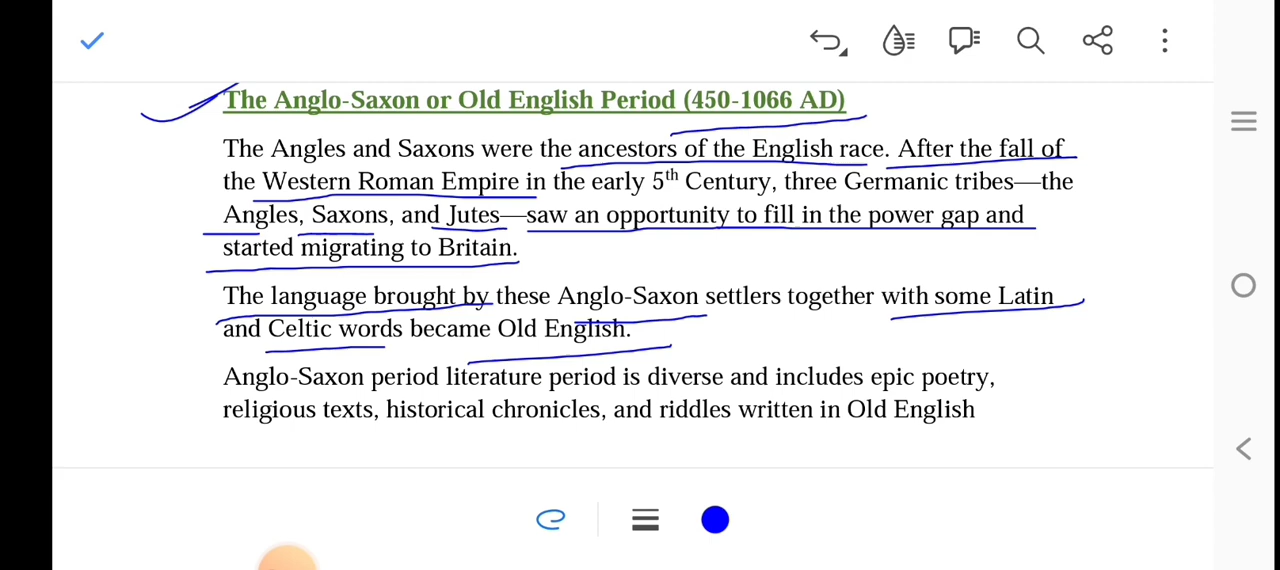 The Anglo-Saxon or Old English Period (450-1066 AD)
The Angles and Saxons were the ancestors of the English race. After the fall of
the Western Roman Empire in the early 5th Century, three Germanic tribes—the
Angles, Saxons, and Jutes—saw an opportunity to fill in the power gap and
started migrating to Britain.
The language brought by these Anglo-Saxon settlers together with some Latin
and Celtic words became Old English.
Anglo-Saxon period literature period is diverse and includes epic poetry,
religious texts, historical chronicles, and riddles written in Old English